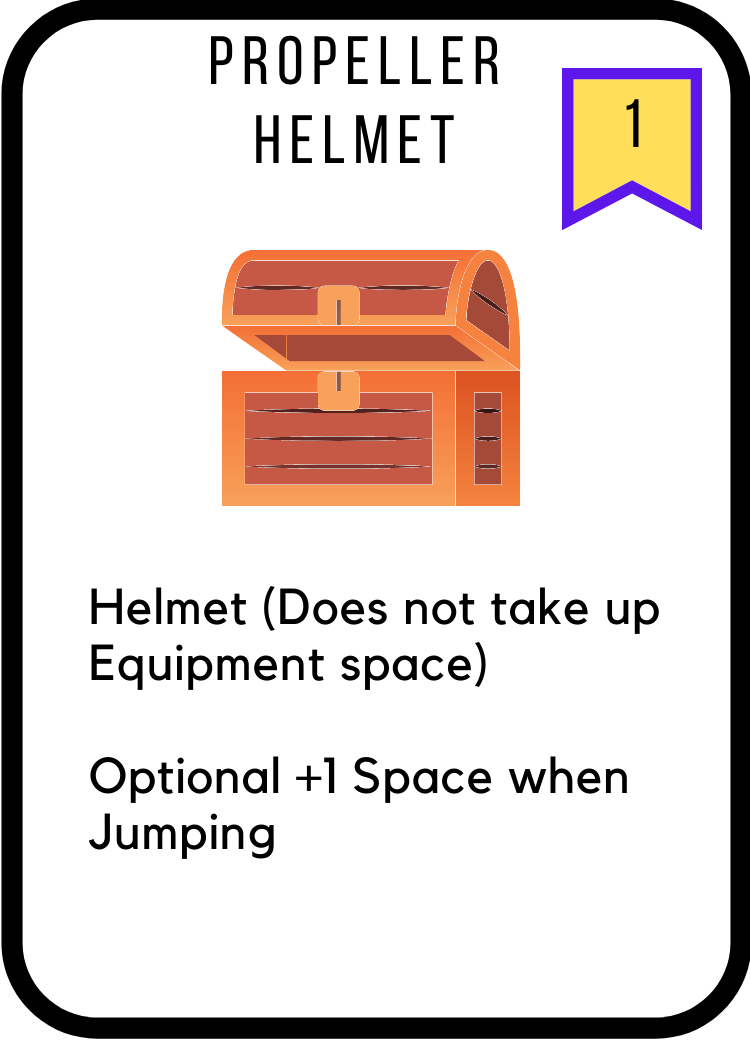 PROPELLER
HELMET
1
Helmet (Does not take up
Equipment space)
Optional +1 Space when
Jumping